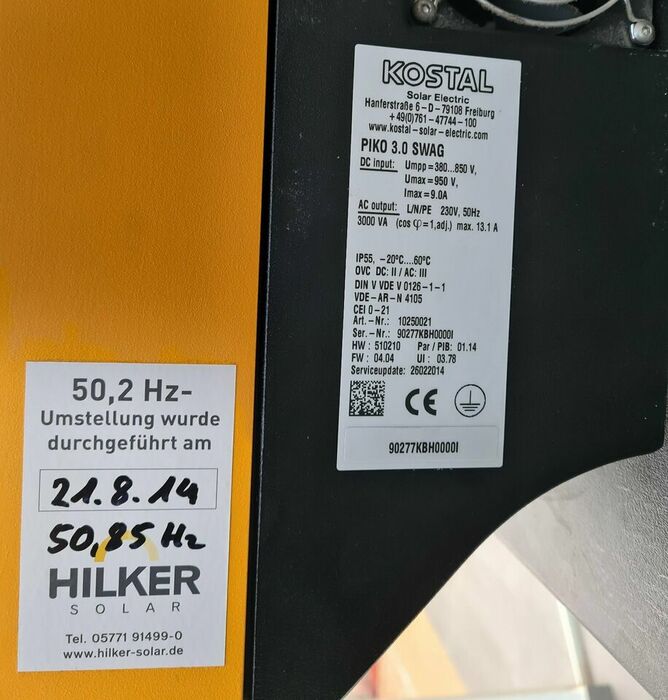 KOSTAL
Solar Electric
Hanferstraße 6-D-79108 Freiburg
+49(0)761-47744-100
www.kostal-solar-electric.com
PIKO 3.0 SWAG
DC input: Umpp=380...850 V,
Umax=950 V,
Imax=9.0A
AC output: L/N/PE 230V, 50Hz
3000 VA (cos φ=1,adj.) max. 13.1 A
IP55, -20°C....60°C
OVC DC: II / AC: III
DIN V VDE V 0126-1-1
VDE-AR-N 4105
CEI 0-21
Art.-Nr.: 10250021
Ser.-Nr.: 90277KBH0000I
HW : 510210 Par / PIB: 01.14
FW : 04.04 UI : 03.78
Serviceupdate: 26022014
CE
90277KBH0000I
50,2 Hz-
Umstellung wurde
durchgeführt am
21.8.14
50,85 Hz
HILKER
SOLAR
Tel. 05771 91499-0
www.hilker-solar.de